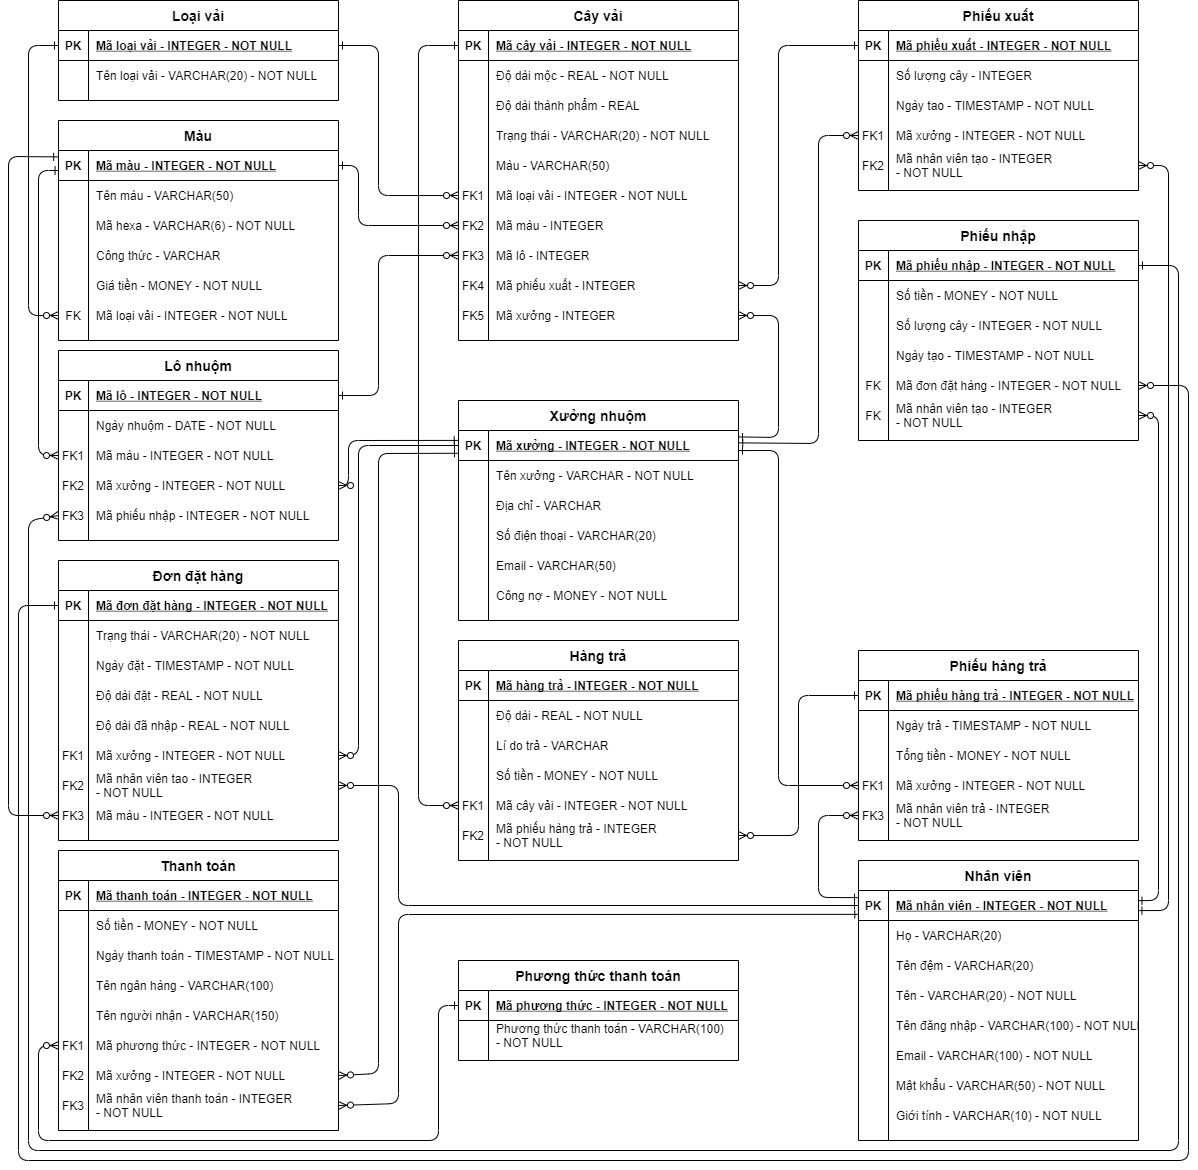 Loại vải
PK Mã loại vải - INTEGER - NOT NULL
Tên loại vải - VARCHAR(20) - NOT NULL
Màu
PK Mã màu - INTEGER - NOT NULL
Tên màu - VARCHAR(50)
Mã hexa - VARCHAR(6) - NOT NULL
Công thức - VARCHAR
Giá tiền - MONEY - NOT NULL
FK Mã loại vải - INTEGER - NOT NULL
Lô nhuộm
PK Mã lô - INTEGER - NOT NULL
Ngày nhuộm - DATE - NOT NULL
FK1 Mã màu - INTEGER - NOT NULL
FK2 Mã xưởng - INTEGER - NOT NULL
FK3 Mã phiếu nhập - INTEGER - NOT NULL
Đơn đặt hàng
PK Mã đơn đặt hàng - INTEGER - NOT NULL
Trạng thái - VARCHAR(20) - NOT NULL
Ngày đặt - TIMESTAMP - NOT NULL
Độ dài đặt - REAL - NOT NULL
Độ dài đã nhập - REAL - NOT NULL
FK1 Mã xưởng - INTEGER - NOT NULL
FK2 Mã nhân viên tạo - INTEGER
- NOT NULL
FK3 Mã màu - INTEGER - NOT NULL
Thanh toán
PK Mã thanh toán - INTEGER - NOT NULL
Số tiền - MONEY - NOT NULL
Ngày thanh toán - TIMESTAMP - NOT NULL
Tên ngân hàng - VARCHAR(100)
Tên người nhận - VARCHAR(150)
FK1 Mã phương thức - INTEGER - NOT NULL
FK2 Mã xưởng - INTEGER - NOT NULL
FK3 Mã nhân viên thanh toán - INTEGER
- NOT NULL
Cây vải
PK Mã cây vải - INTEGER - NOT NULL
Độ dài mộc - REAL - NOT NULL
Độ dài thành phẩm - REAL
Trạng thái - VARCHAR(20) - NOT NULL
Màu - VARCHAR(50)
FK1 Mã loại vải - INTEGER - NOT NULL
FK2 Mã màu - INTEGER
FK3 Mã lô - INTEGER
FK4 Mã phiếu xuất - INTEGER
FK5 Mã xưởng - INTEGER
Xưởng nhuộm
PK Mã xưởng - INTEGER - NOT NULL
Tên xưởng - VARCHAR - NOT NULL
Địa chỉ - VARCHAR
Số điện thoại - VARCHAR(20)
Email - VARCHAR(50)
Công nợ - MONEY - NOT NULL
Hàng trả
PK Mã hàng trả - INTEGER - NOT NULL
Độ dài - REAL - NOT NULL
Lí do trả - VARCHAR
Số tiền - MONEY - NOT NULL
FK1 Mã cây vải - INTEGER - NOT NULL
FK2 Mã phiếu hàng trả - INTEGER
- NOT NULL
Phương thức thanh toán
PK Mã phương thức - INTEGER - NOT NULL
Phương thức thanh toán - VARCHAR(100)
- NOT NULL
Phiếu xuất
PK Mã phiếu xuất - INTEGER - NOT NULL
Số lượng cây - INTEGER
Ngày tạo - TIMESTAMP - NOT NULL
FK1 Mã xưởng - INTEGER - NOT NULL
FK2 Mã nhân viên tạo - INTEGER
- NOT NULL
Phiếu nhập
PK Mã phiếu nhập - INTEGER - NOT NULL
Số tiền - MONEY - NOT NULL
Số lượng cây - INTEGER - NOT NULL
Ngày tạo - TIMESTAMP - NOT NULL
FK Mã đơn đặt hàng - INTEGER - NOT NULL
FK Mã nhân viên tạo - INTEGER
- NOT NULL
Phiếu hàng trả
PK Mã phiếu hàng trả - INTEGER - NOT NULL
Ngày trả - TIMESTAMP - NOT NULL
Tổng tiền - MONEY - NOT NULL
FK1 Mã xưởng - INTEGER - NOT NULL
FK3 Mã nhân viên trả - INTEGER
- NOT NULL
Nhân viên
PK Mã nhân viên - INTEGER - NOT NULL
Họ - VARCHAR(20)
Tên đệm - VARCHAR(20)
Tên - VARCHAR(20) - NOT NULL
Tên đăng nhập - VARCHAR(100) - NOT NULL
Email - VARCHAR(100) - NOT NULL
Mật khẩu - VARCHAR(50) - NOT NULL
Giới tính - VARCHAR(10) - NOT NULL